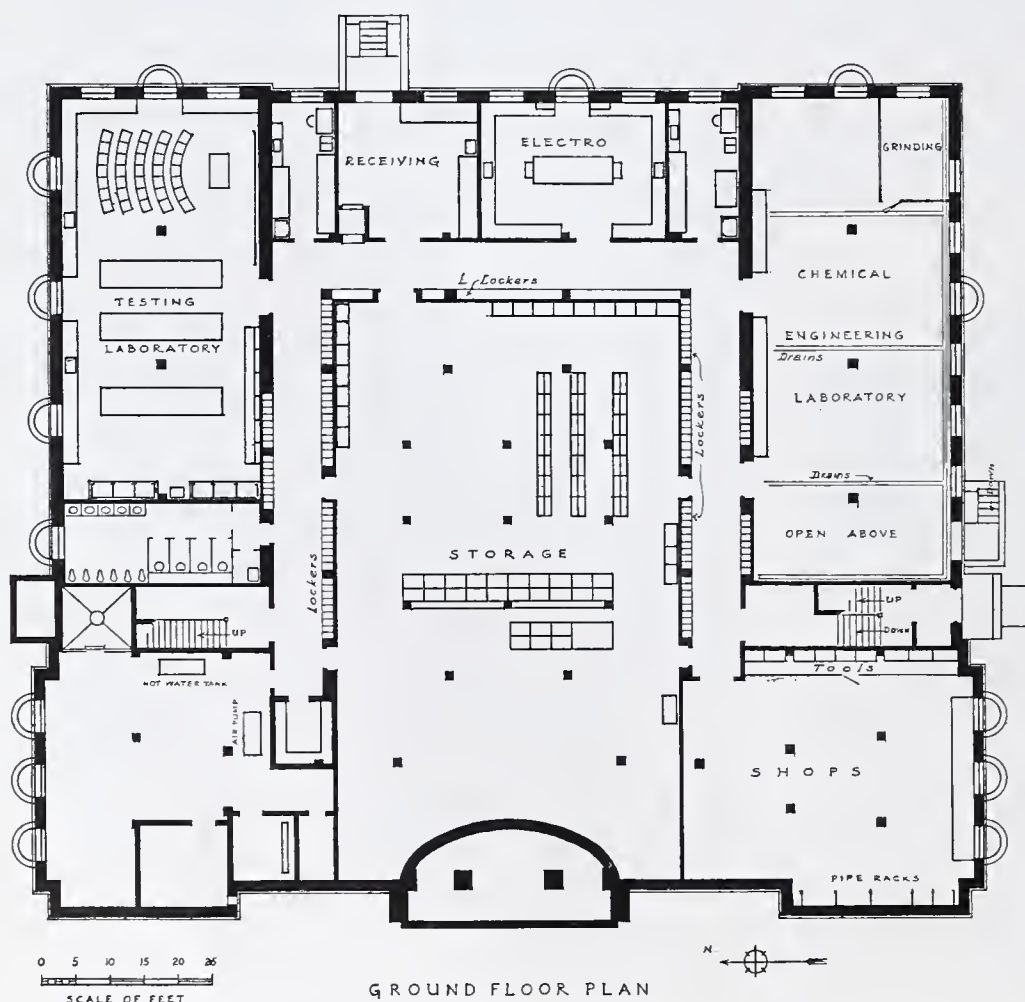 ELECTRO
RECEIVING
GRINDING
L Lockers
CHEMICAL
TESTING
ENGINEERING
LABORATORY
Drains
LABORATORY
Lockers
Drains
DOWN
OPEN ABOVE
STORAGE
Lockers
UP
UP
Down
Tools
HOT WATER TANK
AIR PUMP
SHOPS
PIPE RACKS
N
0 5 10 15 20 25
SCALE OF FEET
GROUND FLOOR PLAN